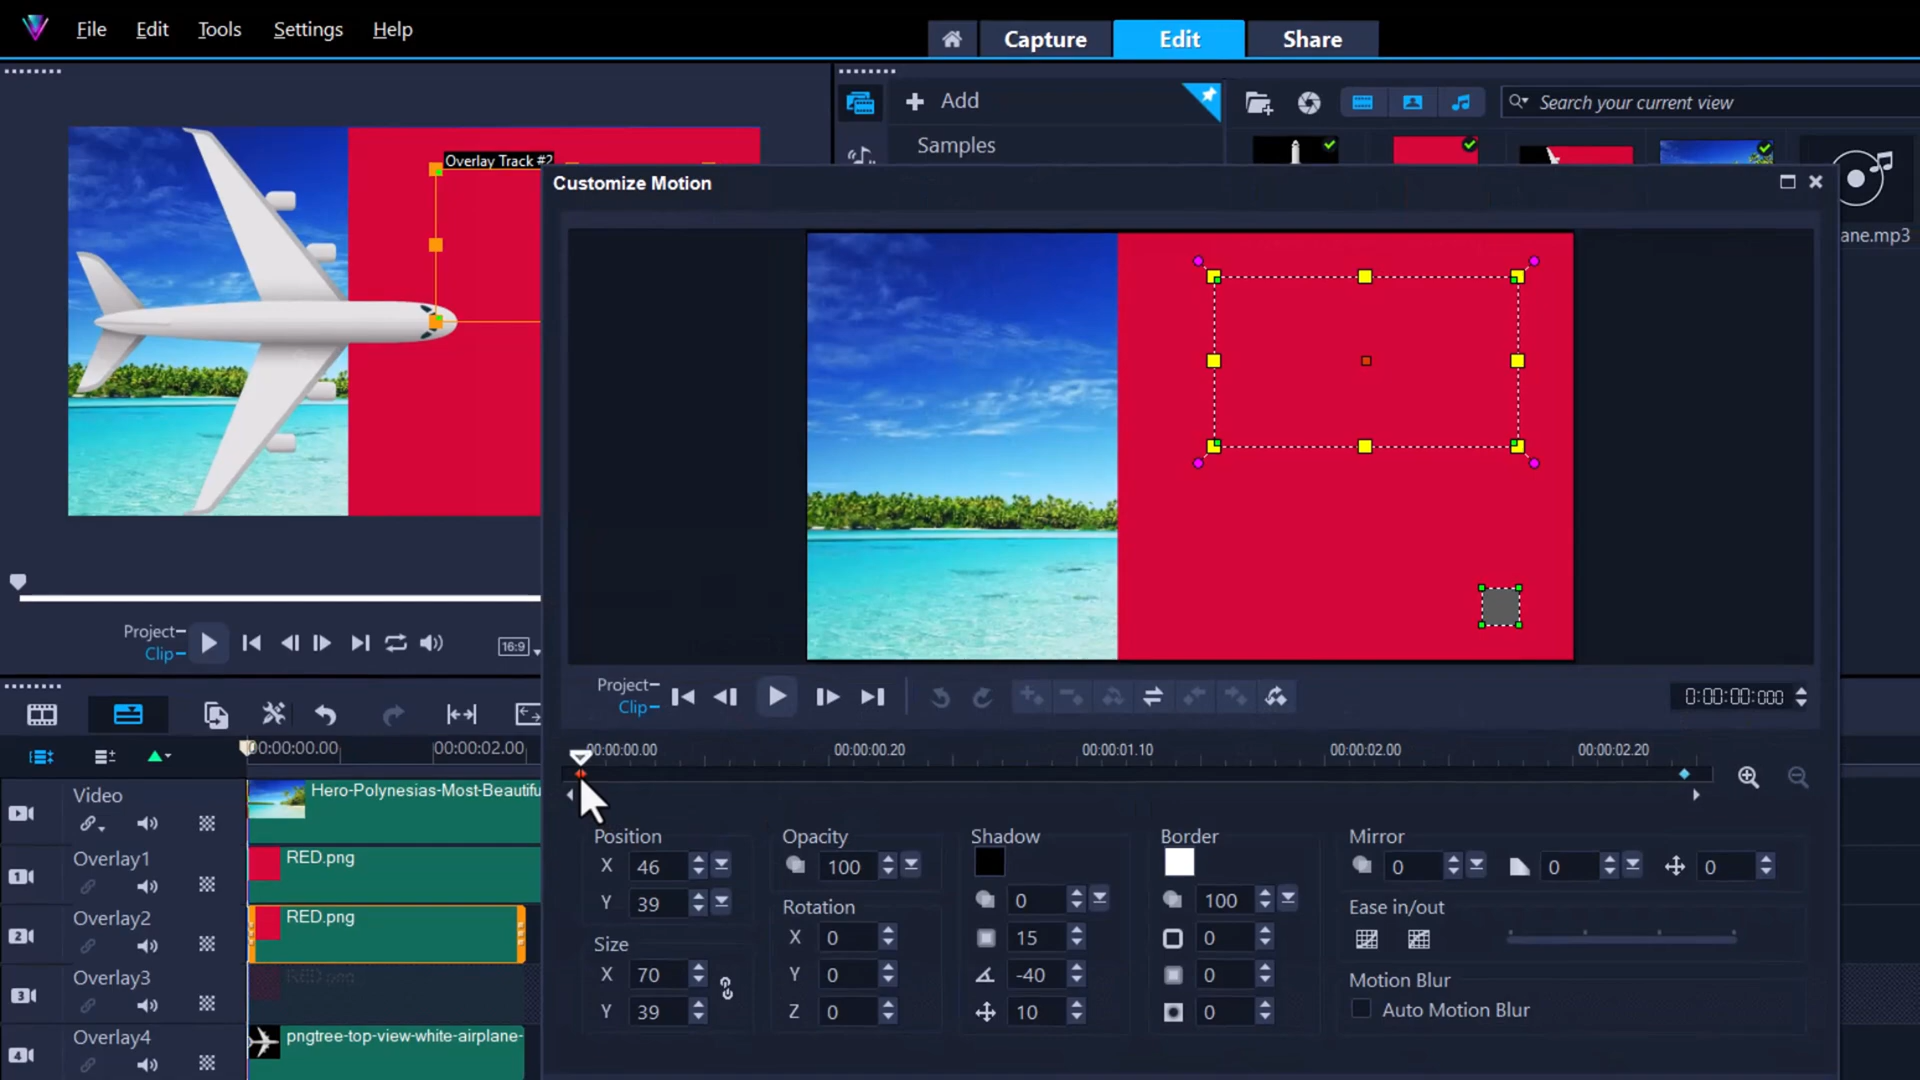 File Edit Tools Settings Help
Capture Edit Share
Add
Search your current view
Samples
Overlay Track #2
Customize Motion
ane.mp3
Project
Clip
16:9
Project
Clip
0:00:00:000
00:00:00.00 00:00:02.00
00:00:00.00 00:00:00.20 00:00:01.10 00:00:02.00 00:00:02.20
Video
Hero-Polynesias-Most-Beautifu
Overlay1
RED.png
1
Overlay2
RED.png
2
Overlay3
RED.png
3
Overlay4
pngtree-top-view-white-airplane-
4
Position
X 46
Y 39
Size
X 70
Y 39
Opacity
100
Rotation
X 0
Y 0
Z 0
Shadow
0
15
-40
10
Border
100
0
0
0
Mirror
0 0 0
Ease in/out
Motion Blur
Auto Motion Blur